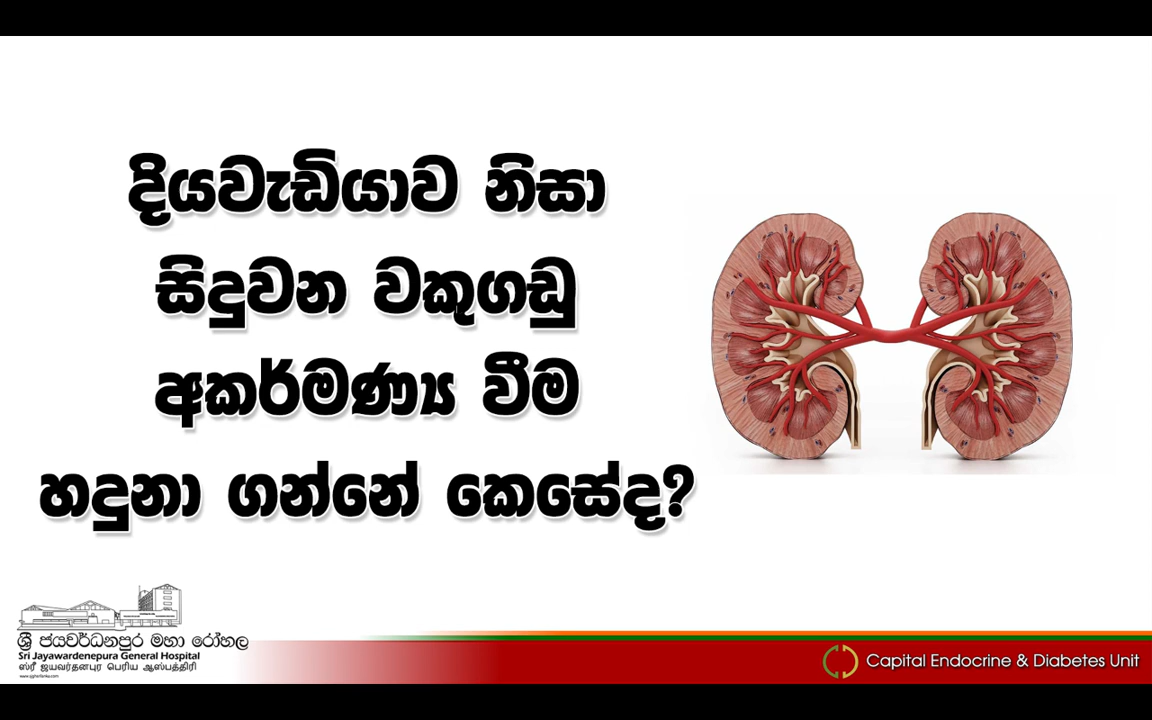 දියවැඩියාව නිසා
සිදුවන වකුගඩු
අකර්මණ්‍ය වීම
හදුනා ගන්නේ කෙසේද?
ශ්‍රී ජයවර්ධනපුර මහා රෝහල
Sri Jayawardenepura General Hospital
ஸ்ரீ ஜயவர்தனபுர பெரிய ஆஸ்பத்திரி
Capital Endocrine & Diabetes Unit